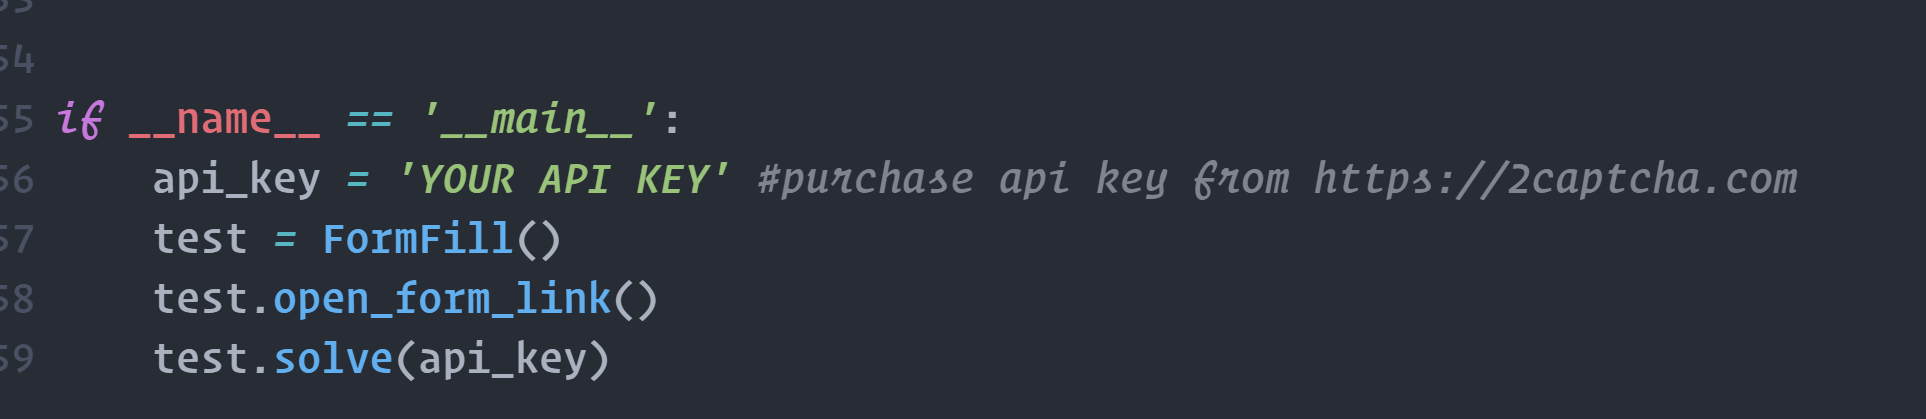 53
54
55 if __name__ == '__main__':
56 api_key = 'YOUR API KEY' #purchase api key from https://2captcha.com
57 test = FormFill()
58 test.open_form_link()
59 test.solve(api_key)